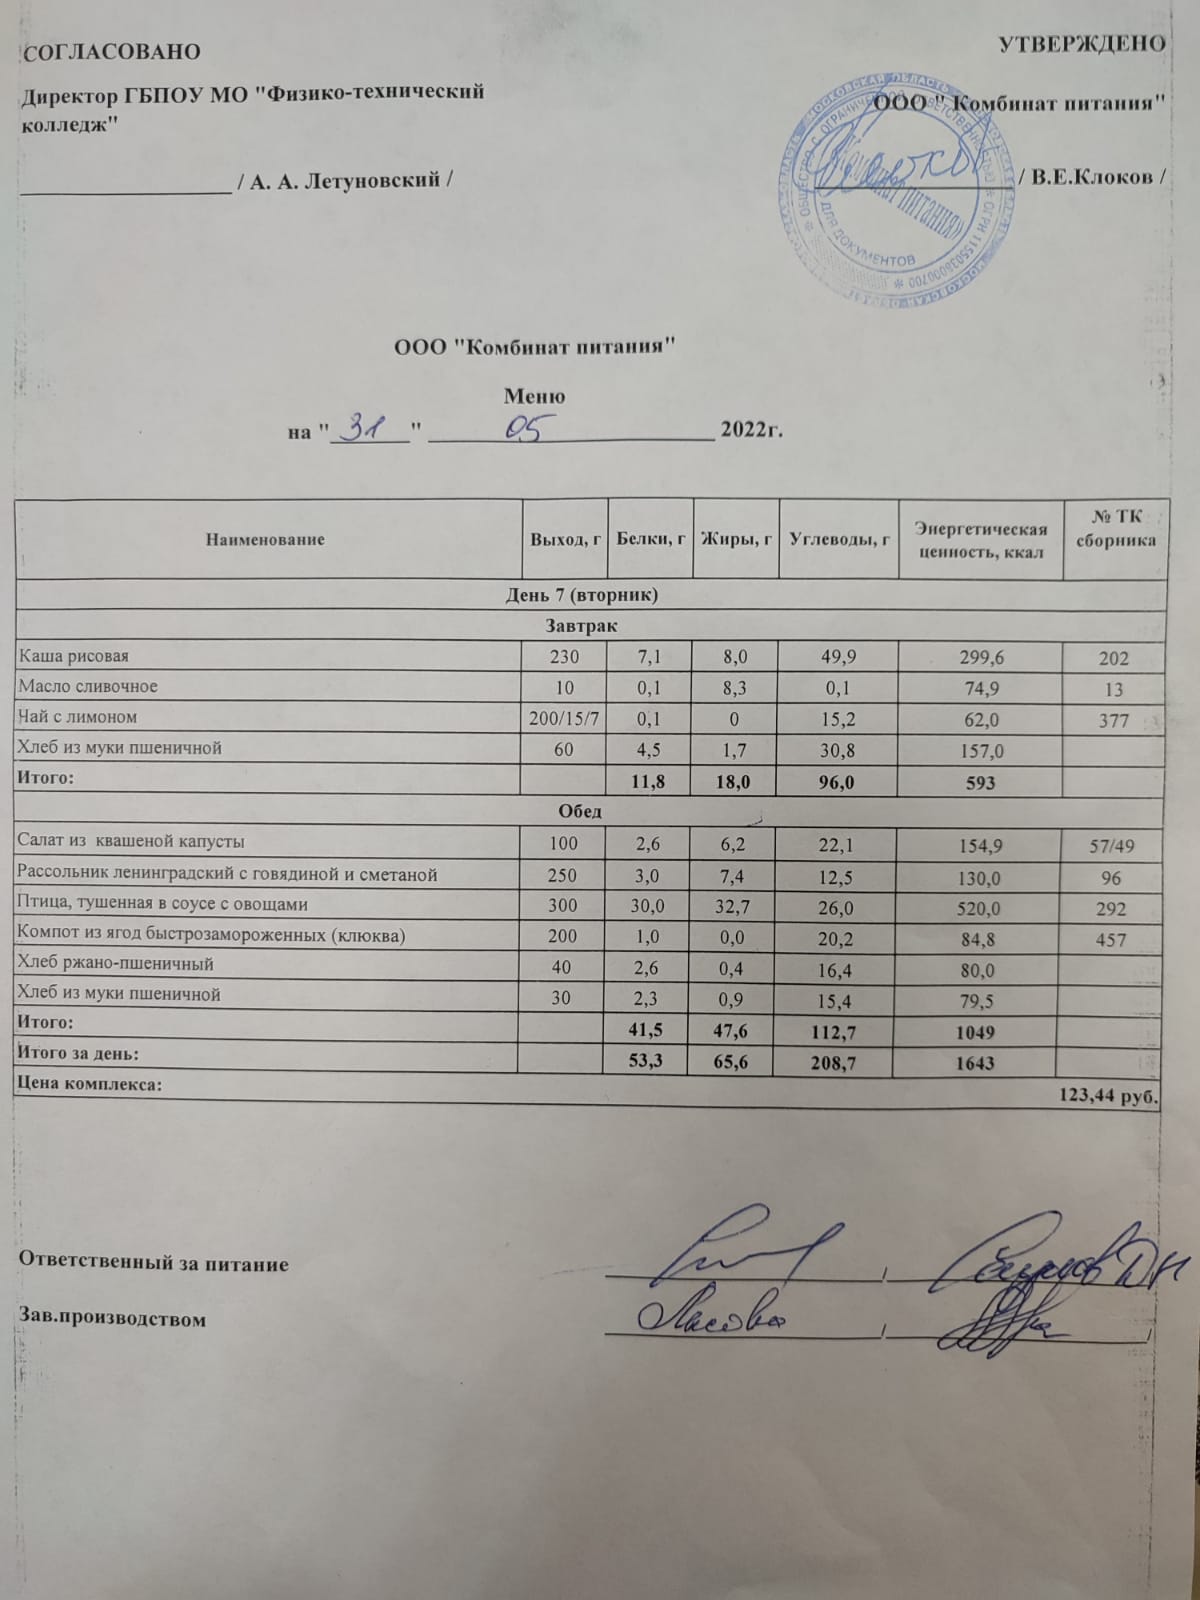 СОГЛАСОВАНО
УТВЕРЖДЕНО
Директор ГБПОУ МО "Физико-технический
колледж"
ООО " Комбинат питания"
/ А. А. Летуновский /
/ В.Е.Клоков /
МОСКОВСКАЯ ОБЛАСТЬ
ОБЩЕСТВО С ОГРАНИЧЕННОЙ ОТВЕТСТВЕННОСТЬЮ * ОГРН 1155036000700 *
«Комбинат питания»
ДЛЯ ДОКУМЕНТОВ
ООО "Комбинат питания"
Меню
на " 31 " 05 2022г.
Наименование Выход, г Белки, г Жиры, г Углеводы, г Энергетическая ценность, ккал № ТК сборника
День 7 (вторник)
Завтрак
Каша рисовая 230 7,1 8,0 49,9 299,6 202
Масло сливочное 10 0,1 8,3 0,1 74,9 13
Чай с лимоном 200/15/7 0,1 0 15,2 62,0 377
Хлеб из муки пшеничной 60 4,5 1,7 30,8 157,0
Итого: 11,8 18,0 96,0 593
Обед
Салат из квашеной капусты 100 2,6 6,2 22,1 154,9 57/49
Рассольник ленинградский с говядиной и сметаной 250 3,0 7,4 12,5 130,0 96
Птица, тушенная в соусе с овощами 300 30,0 32,7 26,0 520,0 292
Компот из ягод быстрозамороженных (клюква) 200 1,0 0,0 20,2 84,8 457
Хлеб ржано-пшеничный 40 2,6 0,4 16,4 80,0
Хлеб из муки пшеничной 30 2,3 0,9 15,4 79,5
Итого: 41,5 47,6 112,7 1049
Итого за день: 53,3 65,6 208,7 1643
Цена комплекса: 123,44 руб.
Ответственный за питание / /
Зав.производством / /